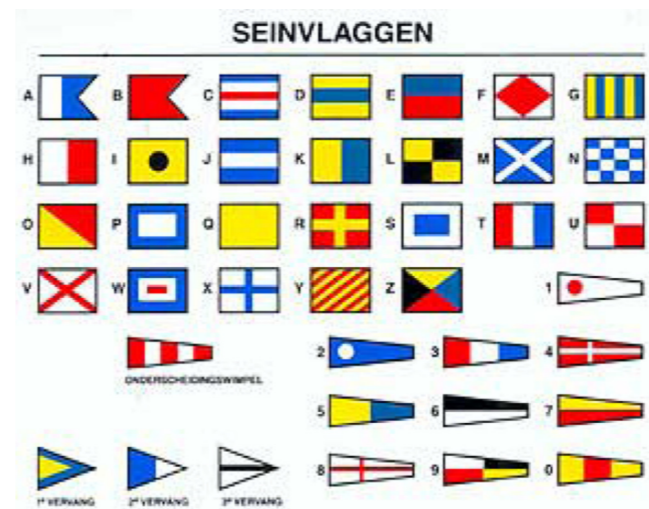 SEINVLAGGEN
A B C D E F G
H I J K L M N
O P Q R S T U
V W X Y Z 1
2 3 4
ONDERSCHEIDINGSWIMPEL
5 6 7
8 9 0
1e VERVANG 2e VERVANG 3e VERVANG